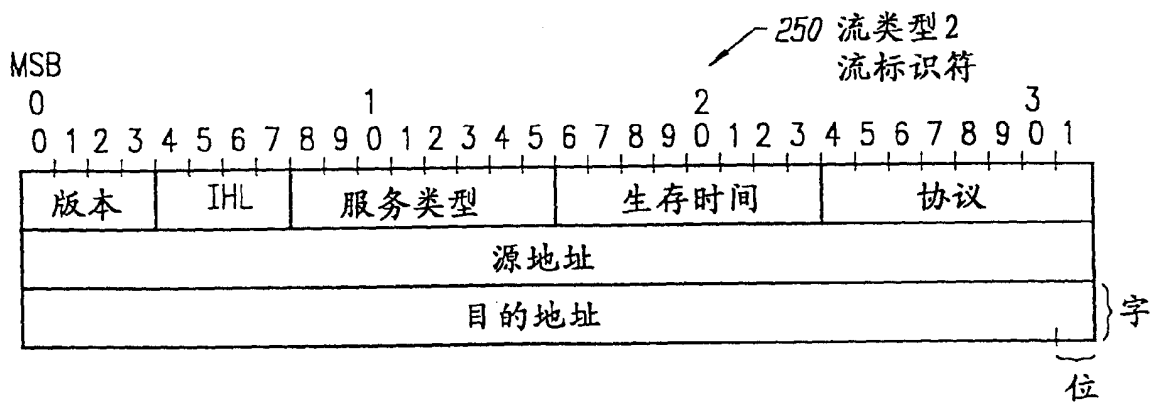 250 流类型2
流标识符
MSB
0 1 2 3
0 1 2 3 4 5 6 7 8 9 0 1 2 3 4 5 6 7 8 9 0 1 2 3 4 5 6 7 8 9 0 1
版本 IHL 服务类型 生存时间 协议
源地址
目的地址
字
位